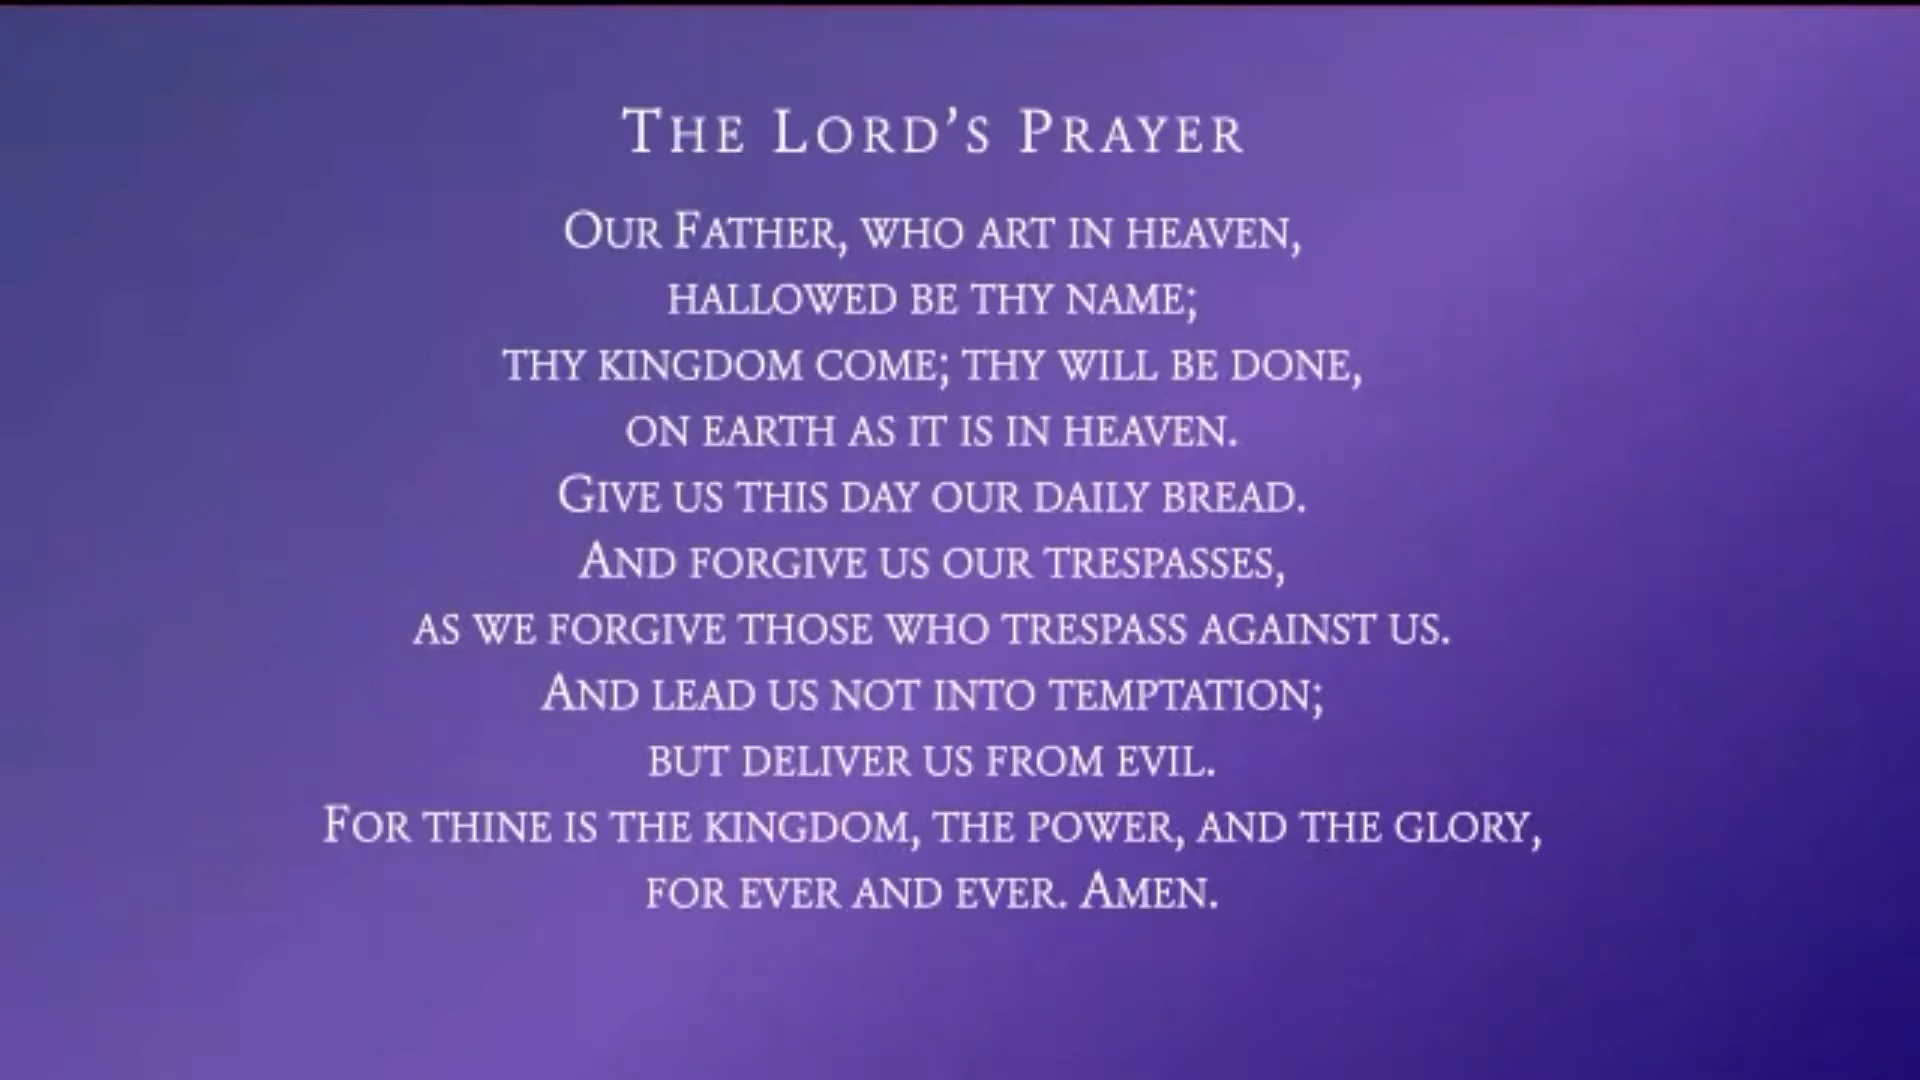 The Lord’s Prayer
Our Father, who art in heaven,
hallowed be thy name;
thy kingdom come; thy will be done,
on earth as it is in heaven.
Give us this day our daily bread.
And forgive us our trespasses,
as we forgive those who trespass against us.
And lead us not into temptation;
but deliver us from evil.
For thine is the kingdom, the power, and the glory,
for ever and ever. Amen.